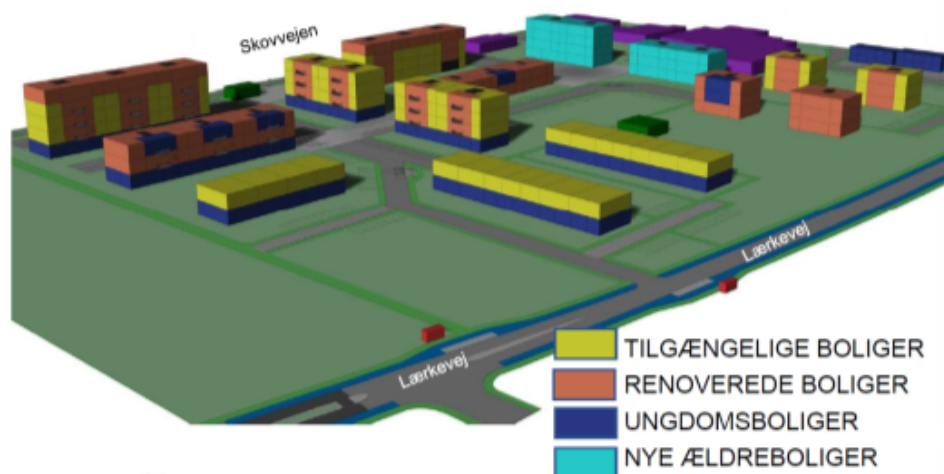 Skovvejen
Lærkevej
Lærkevej
TILGÆNGELIGE BOLIGER
RENOVEREDE BOLIGER
UNGDOMSBOLIGER
NYE ÆLDREBOLIGER